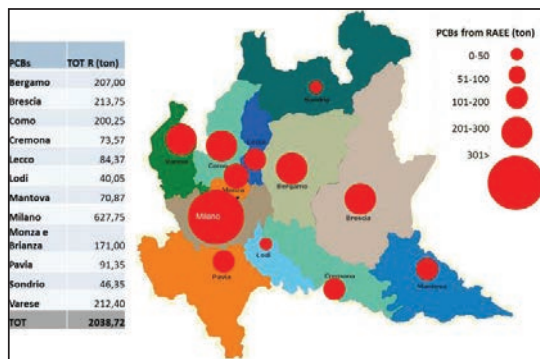 PCBs TOT R (ton)
Bergamo 207,00
Brescia 213,75
Como 200,25
Cremona 73,57
Lecco 84,37
Lodi 40,05
Mantova 70,87
Milano 627,75
Monza e
Brianza 171,00
Pavia 91,35
Sondrio 46,35
Varese 212,40
TOT 2038,72
Sondrio
Varese
Como
Lecco
Monza
Bergamo
Brescia
Milano
Lodi
Pavia
Cremona
Mantova
PCBs from RAEE (ton)
0-50
51-100
101-200
201-300
301>